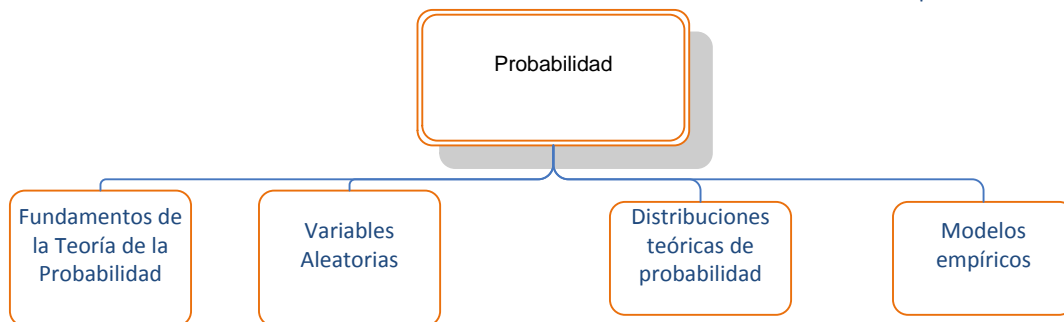 Probabilidad
Fundamentos de
la Teoría de la
Probabilidad
Variables
Aleatorias
Distribuciones
teóricas de
probabilidad
Modelos
empíricos